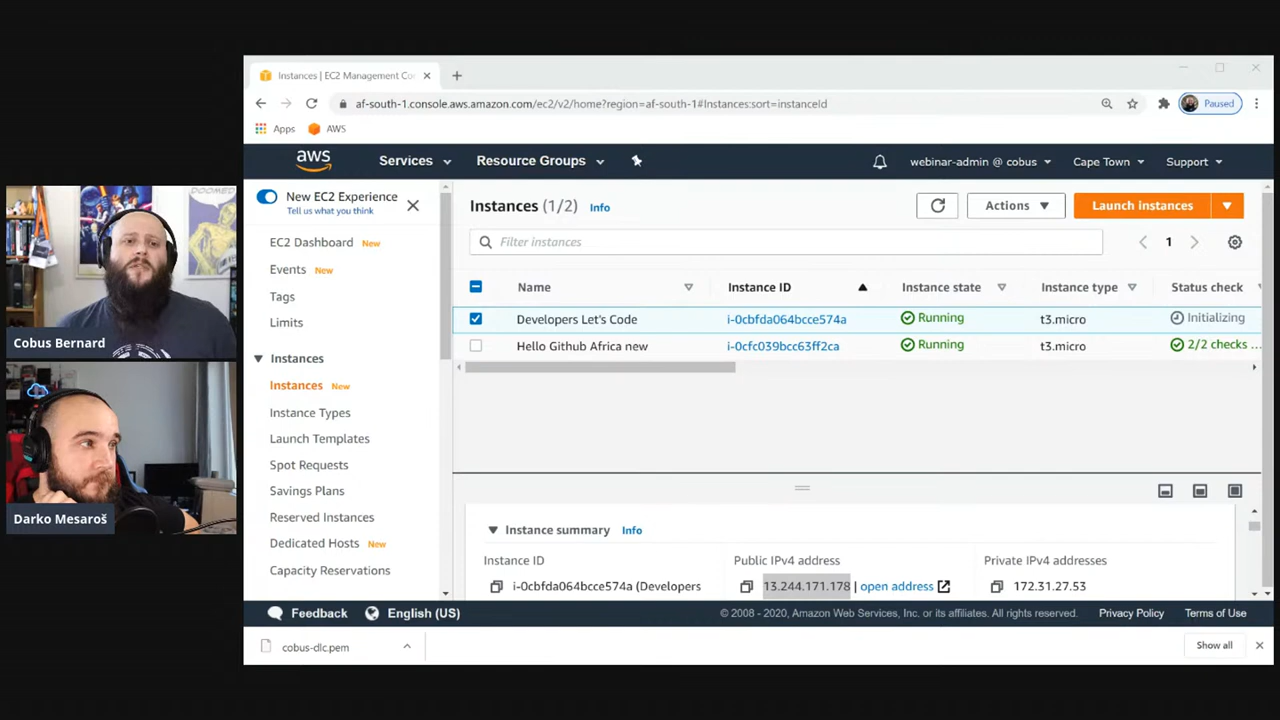 Instances | EC2 Management Co
af-south-1.console.aws.amazon.com/ec2/v2/home?region=af-south-1#Instances:sort=instanceId
Paused
Apps
AWS
aws
Services
Resource Groups
webinar-admin @ cobus
Cape Town
Support
New EC2 Experience
Tell us what you think
EC2 Dashboard New
Events New
Tags
Limits
Instances
Instances New
Instance Types
Launch Templates
Spot Requests
Savings Plans
Reserved Instances
Dedicated Hosts New
Capacity Reservations
Instances (1/2) Info
Actions
Launch instances
Filter instances
1
Name Instance ID Instance state Instance type Status check
Developers Let's Code i-0cbfda064bcce574a Running t3.micro Initializing
Hello Github Africa new i-0cfc039bcc63ff2ca Running t3.micro 2/2 checks ...
Instance summary Info
Instance ID Public IPv4 address Private IPv4 addresses
i-0cbfda064bcce574a (Developers 13.244.171.178 | open address 172.31.27.53
Feedback English (US) © 2008 - 2020, Amazon Web Services, Inc. or its affiliates. All rights reserved. Privacy Policy Terms of Use
cobus-dlc.pem
Show all
Cobus Bernard
Darko Mesaroš